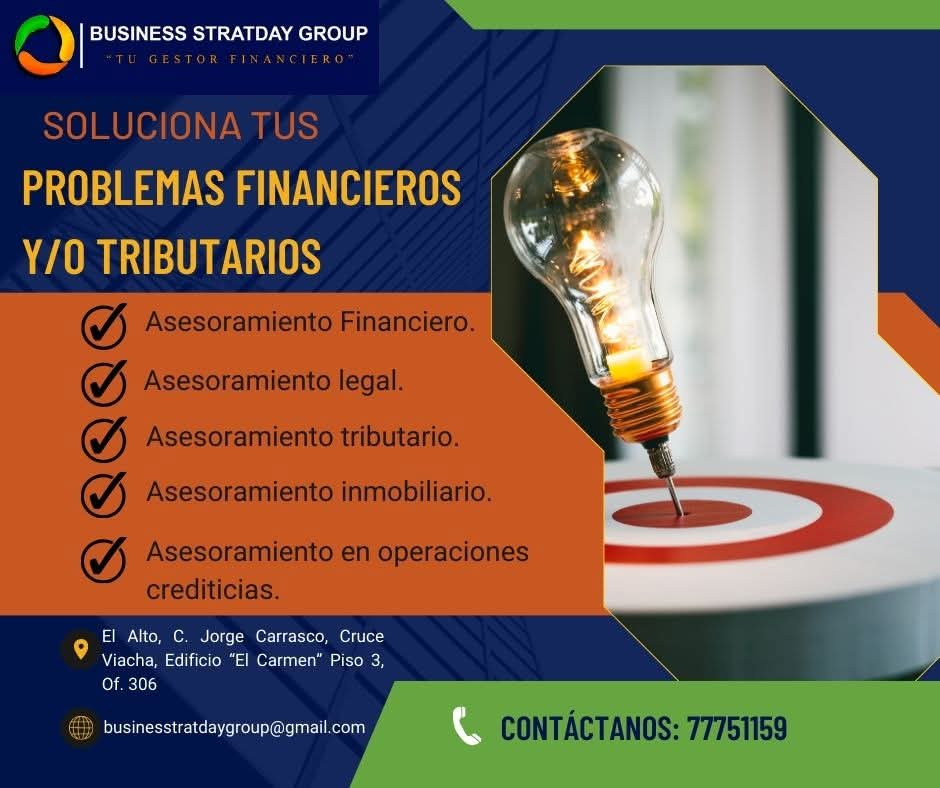 BUSINESS STRATDAY GROUP
“TU GESTOR FINANCIERO”
SOLUCIONA TUS
PROBLEMAS FINANCIEROS
Y/O TRIBUTARIOS
Asesoramiento Financiero.
Asesoramiento legal.
Asesoramiento tributario.
Asesoramiento inmobiliario.
Asesoramiento en operaciones
crediticias.
El Alto, C. Jorge Carrasco, Cruce
Viacha, Edificio “El Carmen” Piso 3,
Of. 306
businesstratdaygroup@gmail.com
CONTÁCTANOS: 77751159